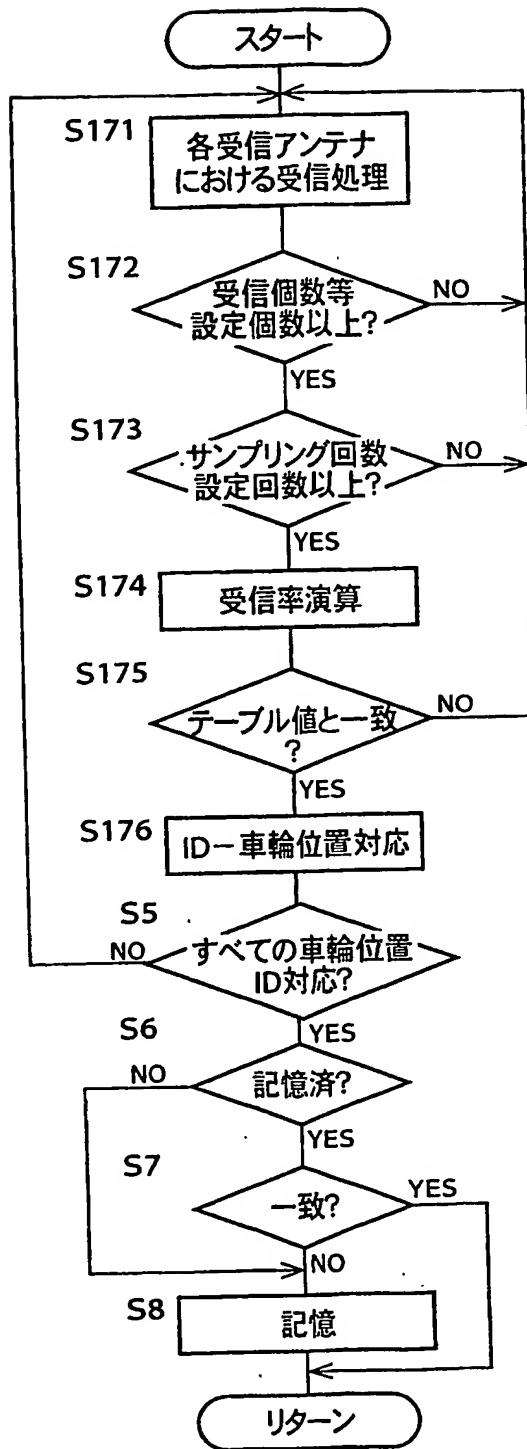 スタート
S171
各受信アンテナ
における受信処理
S172
受信個数等
設定個数以上?
NO
YES
S173
サンプリング回数
設定回数以上?
NO
YES
S174
受信率演算
S175
テーブル値と一致
?
NO
YES
S176
ID-車輪位置対応
S5
NO
すべての車輪位置
ID対応?
YES
S6
NO
記憶済?
YES
S7
一致?
YES
NO
S8
記憶
リターン